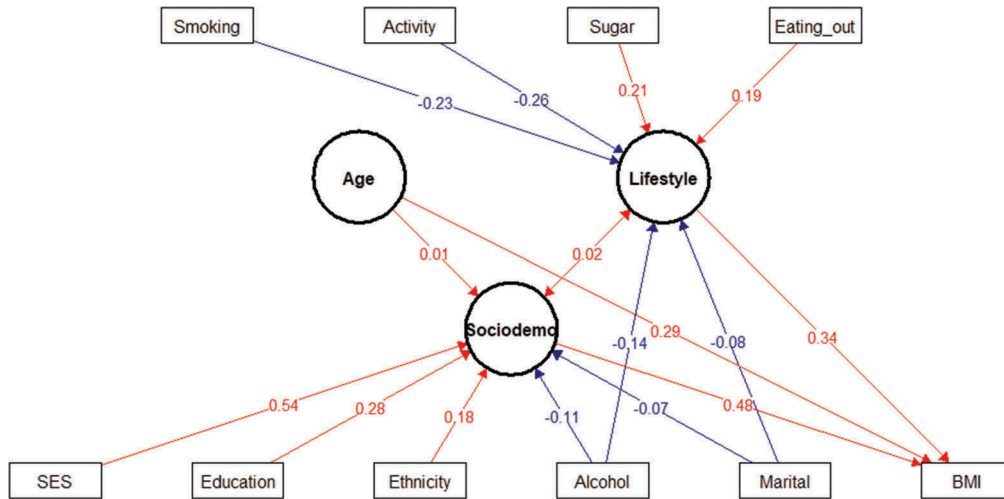 Smoking
Activity
Sugar
Eating_out
-0.23
-0.26
0.21
0.19
Age
Lifestyle
0.01
0.02
Sociodemo
0.29
-0.14
-0.08
0.34
0.54
0.28
0.18
-0.11
-0.07
0.48
SES
Education
Ethnicity
Alcohol
Marital
BMI